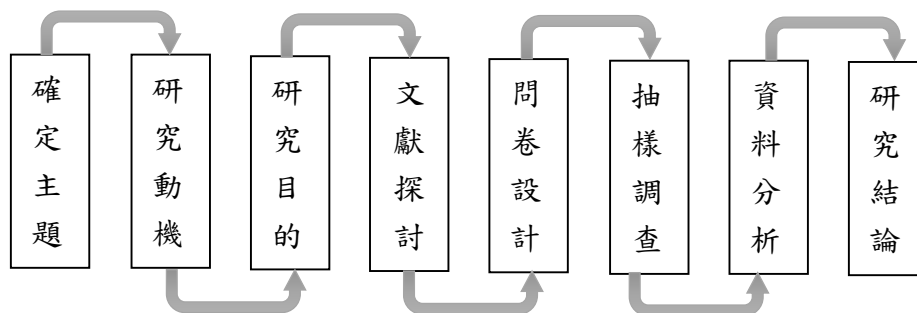 確定主題
研究動機
研究目的
文獻探討
問卷設計
抽樣調查
資料分析
研究結論